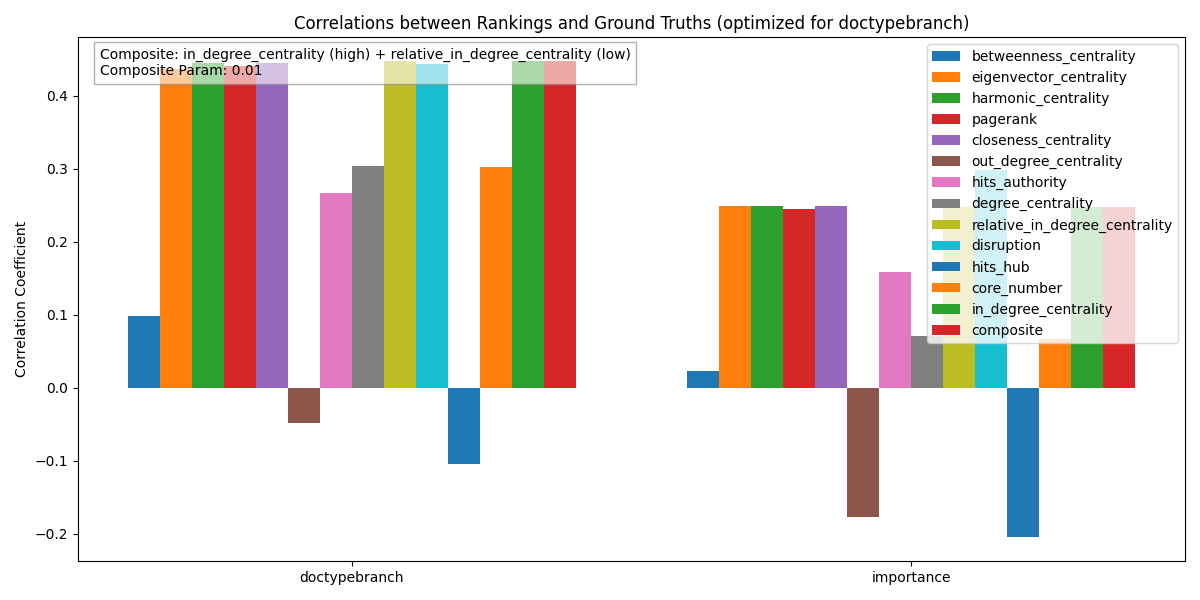 Correlations between Rankings and Ground Truths (optimized for doctypebranch)
Composite: in_degree_centrality (high) + relative_in_degree_centrality (low)
Composite Param: 0.01
betweenness_centrality
eigenvector_centrality
harmonic_centrality
pagerank
closeness_centrality
out_degree_centrality
hits_authority
degree_centrality
relative_in_degree_centrality
disruption
hits_hub
core_number
in_degree_centrality
composite
Correlation Coefficient
0.4
0.3
0.2
0.1
0.0
−0.1
−0.2
doctypebranch
importance